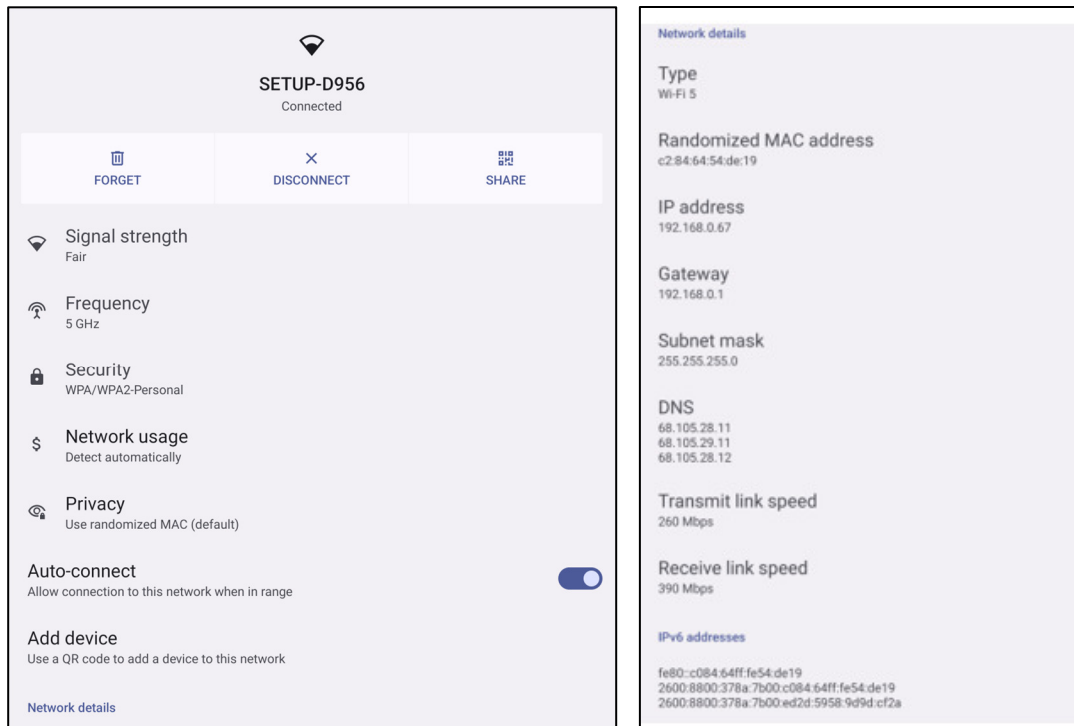 SETUP-D956
Connected
FORGET
DISCONNECT
SHARE
Signal strength
Fair
Frequency
5 GHz
Security
WPA/WPA2-Personal
Network usage
Detect automatically
Privacy
Use randomized MAC (default)
Auto-connect
Allow connection to this network when in range
Add device
Use a QR code to add a device to this network
Network details
Network details
Type
Wi-Fi 5
Randomized MAC address
c2:84:64:54:de:19
IP address
192.168.0.67
Gateway
192.168.0.1
Subnet mask
255.255.255.0
DNS
68.105.28.11
68.105.29.11
68.105.28.12
Transmit link speed
260 Mbps
Receive link speed
390 Mbps
IPv6 addresses
fe80::c084:64ff:fe54:de19
2600:8800:378a:7b00:c084:64ff:fe54:de19
2600:8800:378a:7b00:ed2d:5958:9d9d:cf2a